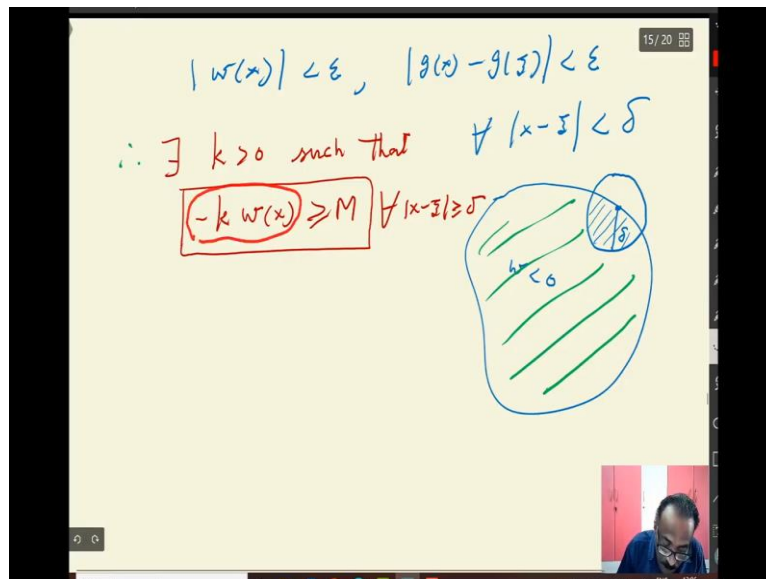 15/20
|w(x)| < ε, |g(x) - g(ξ)| < ε
∀ |x-ξ| < δ
∴ ∃ k>0 such that
-k w(x) ≥ M ∀ |x-ξ| ≥ δ
δ
w < 0